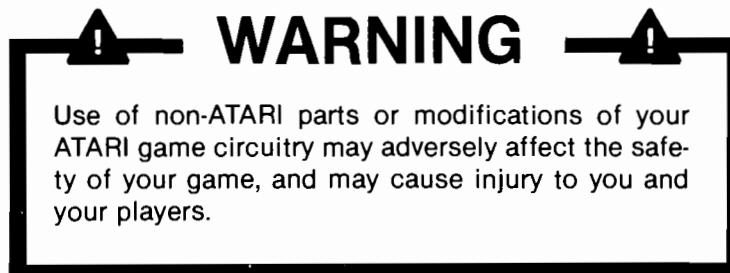 WARNING
Use of non-ATARI parts or modifications of your
ATARI game circuitry may adversely affect the safe-
ty of your game, and may cause injury to you and
your players.